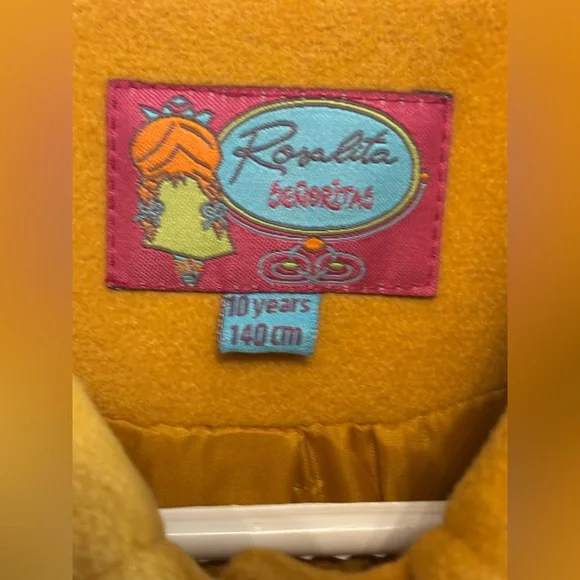 Rosalita
SEÑORITAS
10 years
140 cm